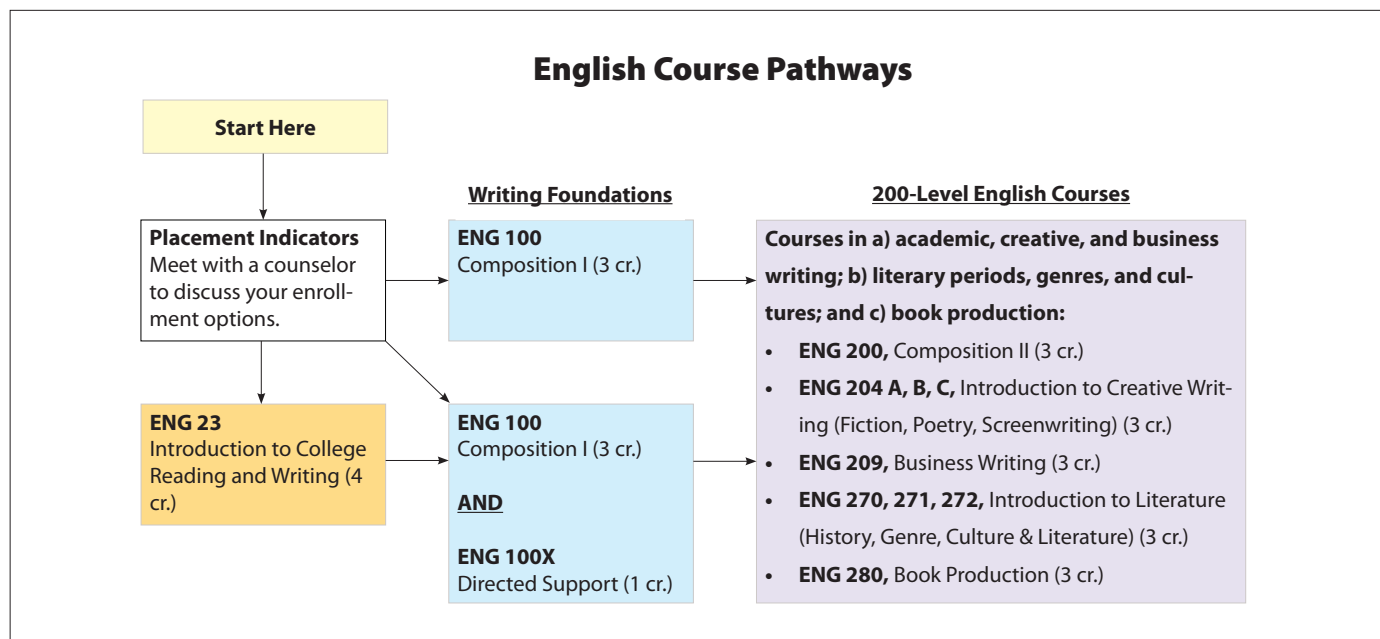 English Course Pathways
Start Here
Placement Indicators
Meet with a counselor
to discuss your enroll-
ment options.
ENG 23
Introduction to College
Reading and Writing (4
cr.)
Writing Foundations
ENG 100
Composition I (3 cr.)
ENG 100
Composition I (3 cr.)
AND
ENG 100X
Directed Support (1 cr.)
200-Level English Courses
Courses in a) academic, creative, and business
writing; b) literary periods, genres, and cul-
tures; and c) book production:
• ENG 200, Composition II (3 cr.)
• ENG 204 A, B, C, Introduction to Creative Writ-
ing (Fiction, Poetry, Screenwriting) (3 cr.)
• ENG 209, Business Writing (3 cr.)
• ENG 270, 271, 272, Introduction to Literature
(History, Genre, Culture & Literature) (3 cr.)
• ENG 280, Book Production (3 cr.)